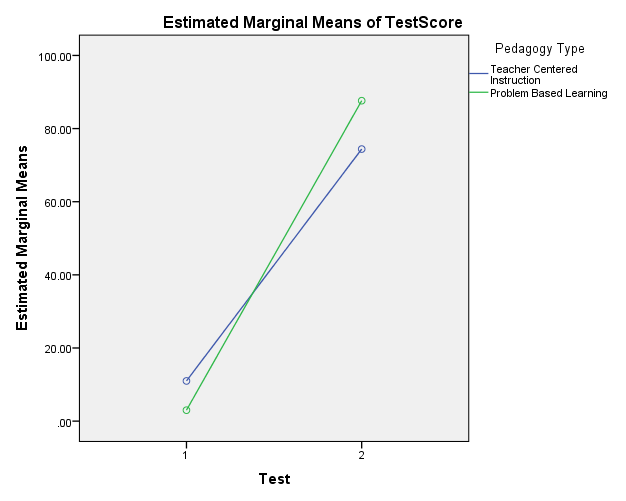 Estimated Marginal Means of TestScore
Pedagogy Type
Teacher Centered
Instruction
Problem Based Learning
Estimated Marginal Means
100.00
80.00
60.00
40.00
20.00
.00
1
2
Test